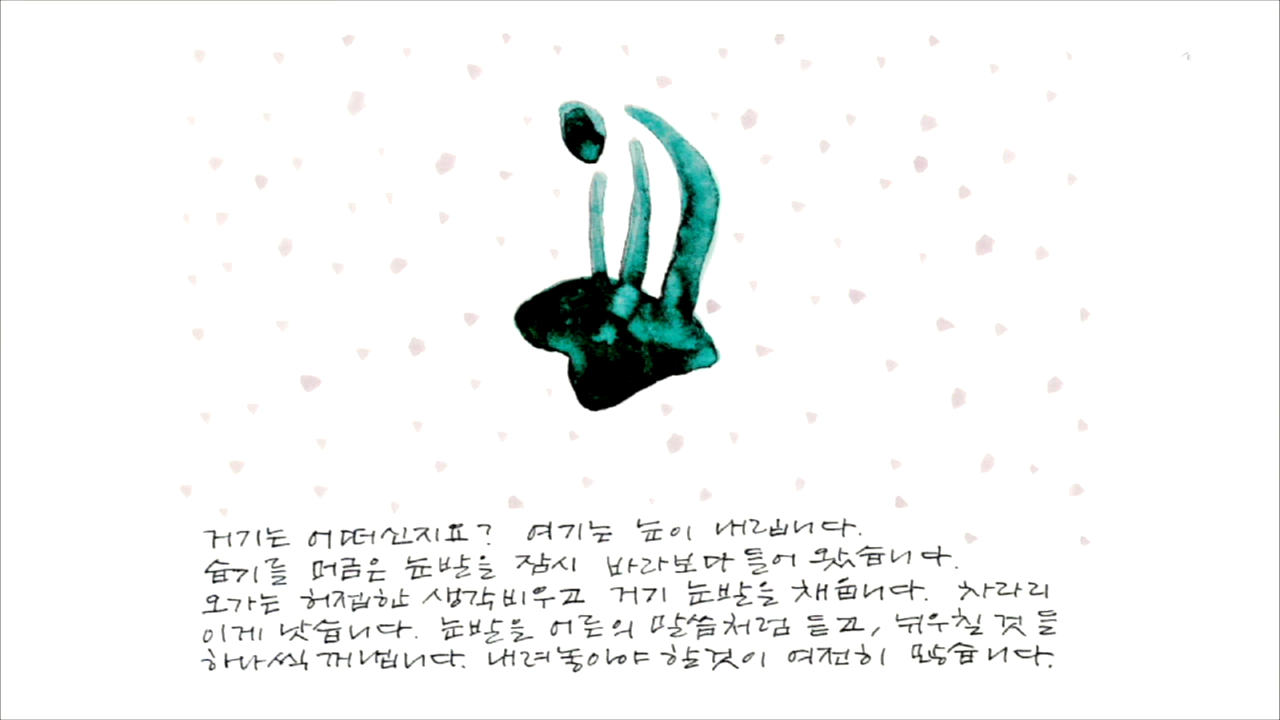 거기는 어떠신지요? 여기는 눈이 내립니다.
습기를 머금은 눈발을 잠시 바라보다 들어 왔습니다.
오가는 허접한 생각비우고 거기 눈발을 채웁니다. 차라리
이게 낫습니다. 눈발을 어른의 말씀처럼 듣고, 뉘우칠 것 들
하나씩 꺼냅니다. 내려놓아야 할것이 여전히 많습니다.